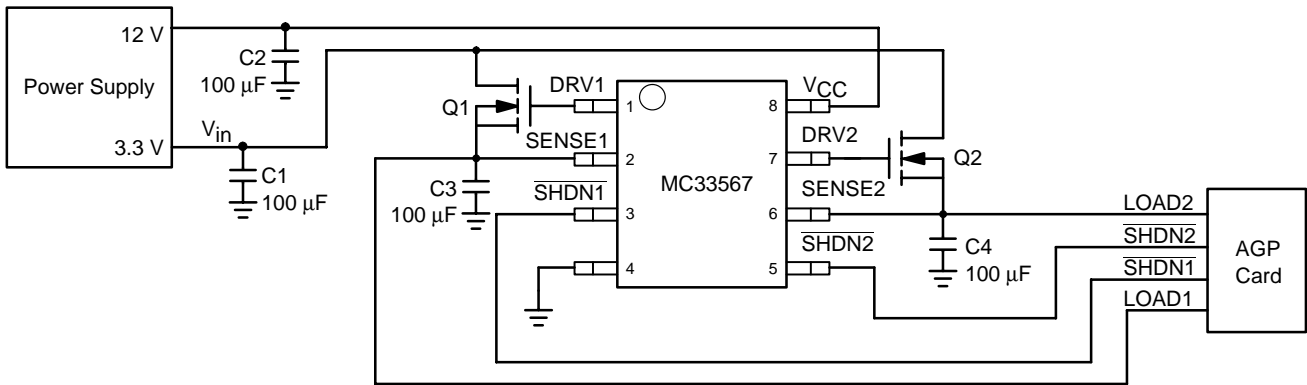 12 V
C2
100 μF
Power Supply
Vin
3.3 V
C1
100 μF
Q1
DRV1
SENSE1
C3
100 μF
SHDN1
1
2
3
4
MC33567
8
7
6
5
VCC
DRV2
Q2
SENSE2
SHDN2
C4
100 μF
LOAD2
SHDN2
SHDN1
LOAD1
AGP
Card